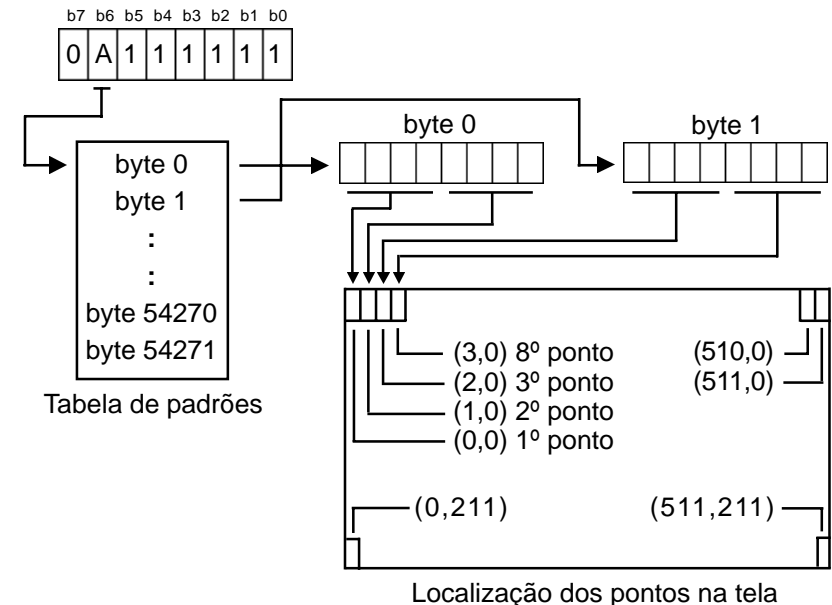 b7 b6 b5 b4 b3 b2 b1 b0
0 A 1 1 1 1 1 1
byte 0 byte 1
byte 0
byte 1
:
:
byte 54270
byte 54271
Tabela de padrões
(3,0) 8º ponto (510,0)
(2,0) 3º ponto (511,0)
(1,0) 2º ponto
(0,0) 1º ponto
(0,211) (511,211)
Localização dos pontos na tela